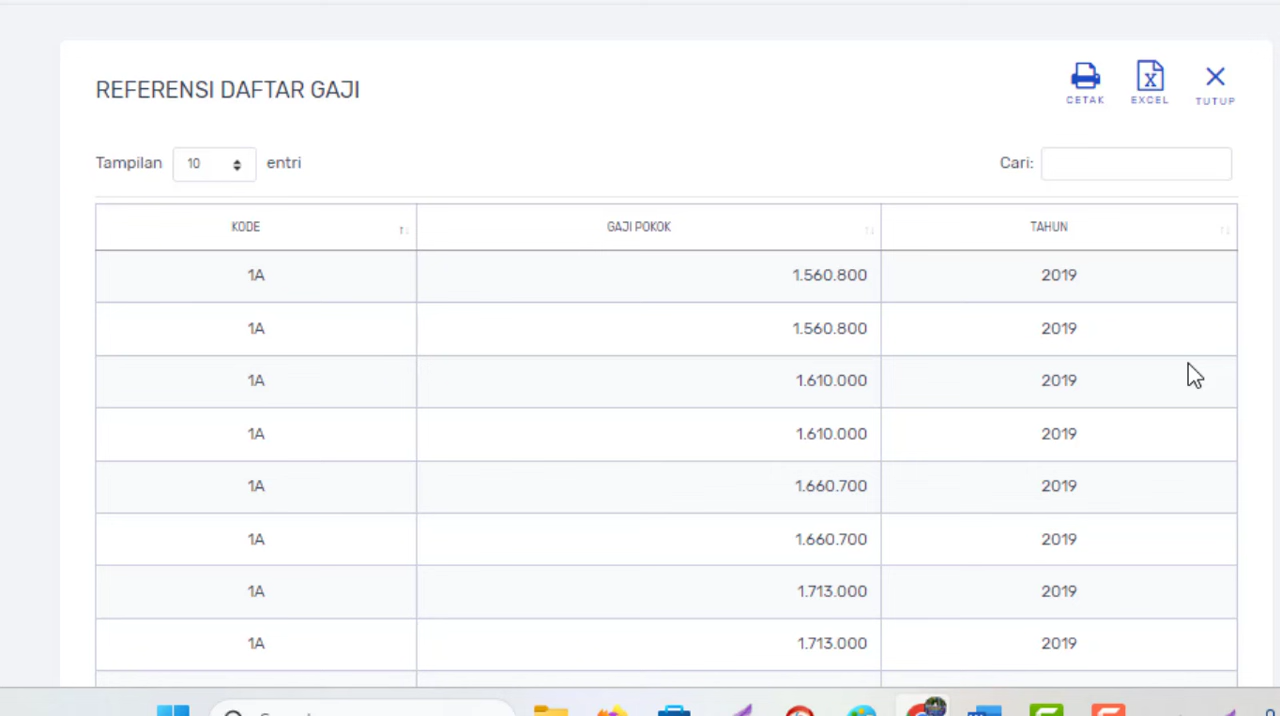 REFERENSI DAFTAR GAJI
CETAK EXCEL TUTUP
Tampilan 10 entri Cari:
KODE GAJI POKOK TAHUN
1A 1.560.800 2019
1A 1.560.800 2019
1A 1.610.000 2019
1A 1.610.000 2019
1A 1.660.700 2019
1A 1.660.700 2019
1A 1.713.000 2019
1A 1.713.000 2019